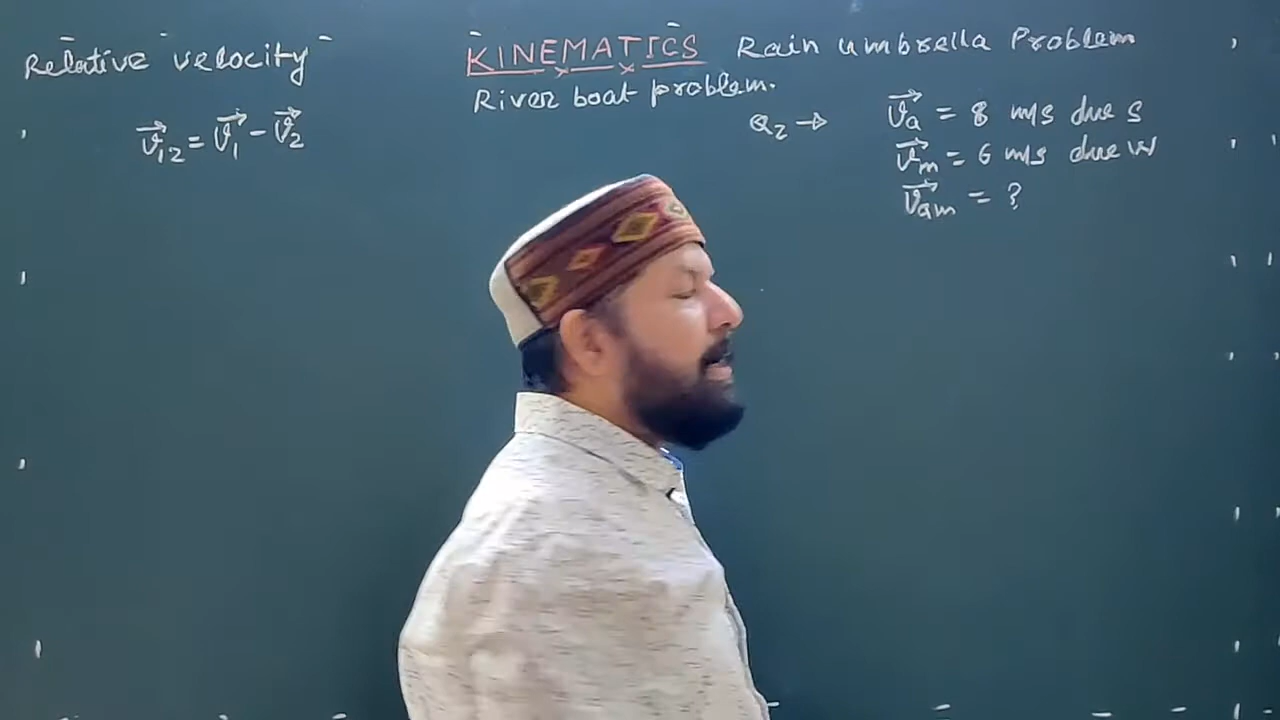 Relative velocity
v⃗₁₂ = v⃗₁ - v⃗₂
KINEMATICS
Rain umbrella Problem
River boat problem.
Q₂ → v⃗ₐ = 8 m/s due S
v⃗ₘ = 6 m/s due W
v⃗ₐₘ = ?